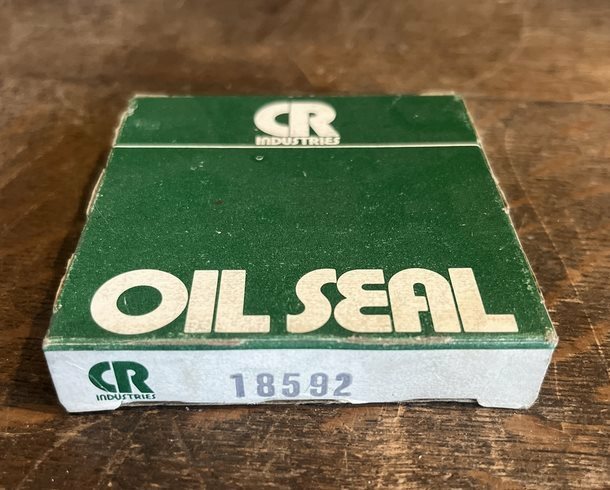 CR
INDUSTRIES
OIL SEAL
CR
INDUSTRIES
18592